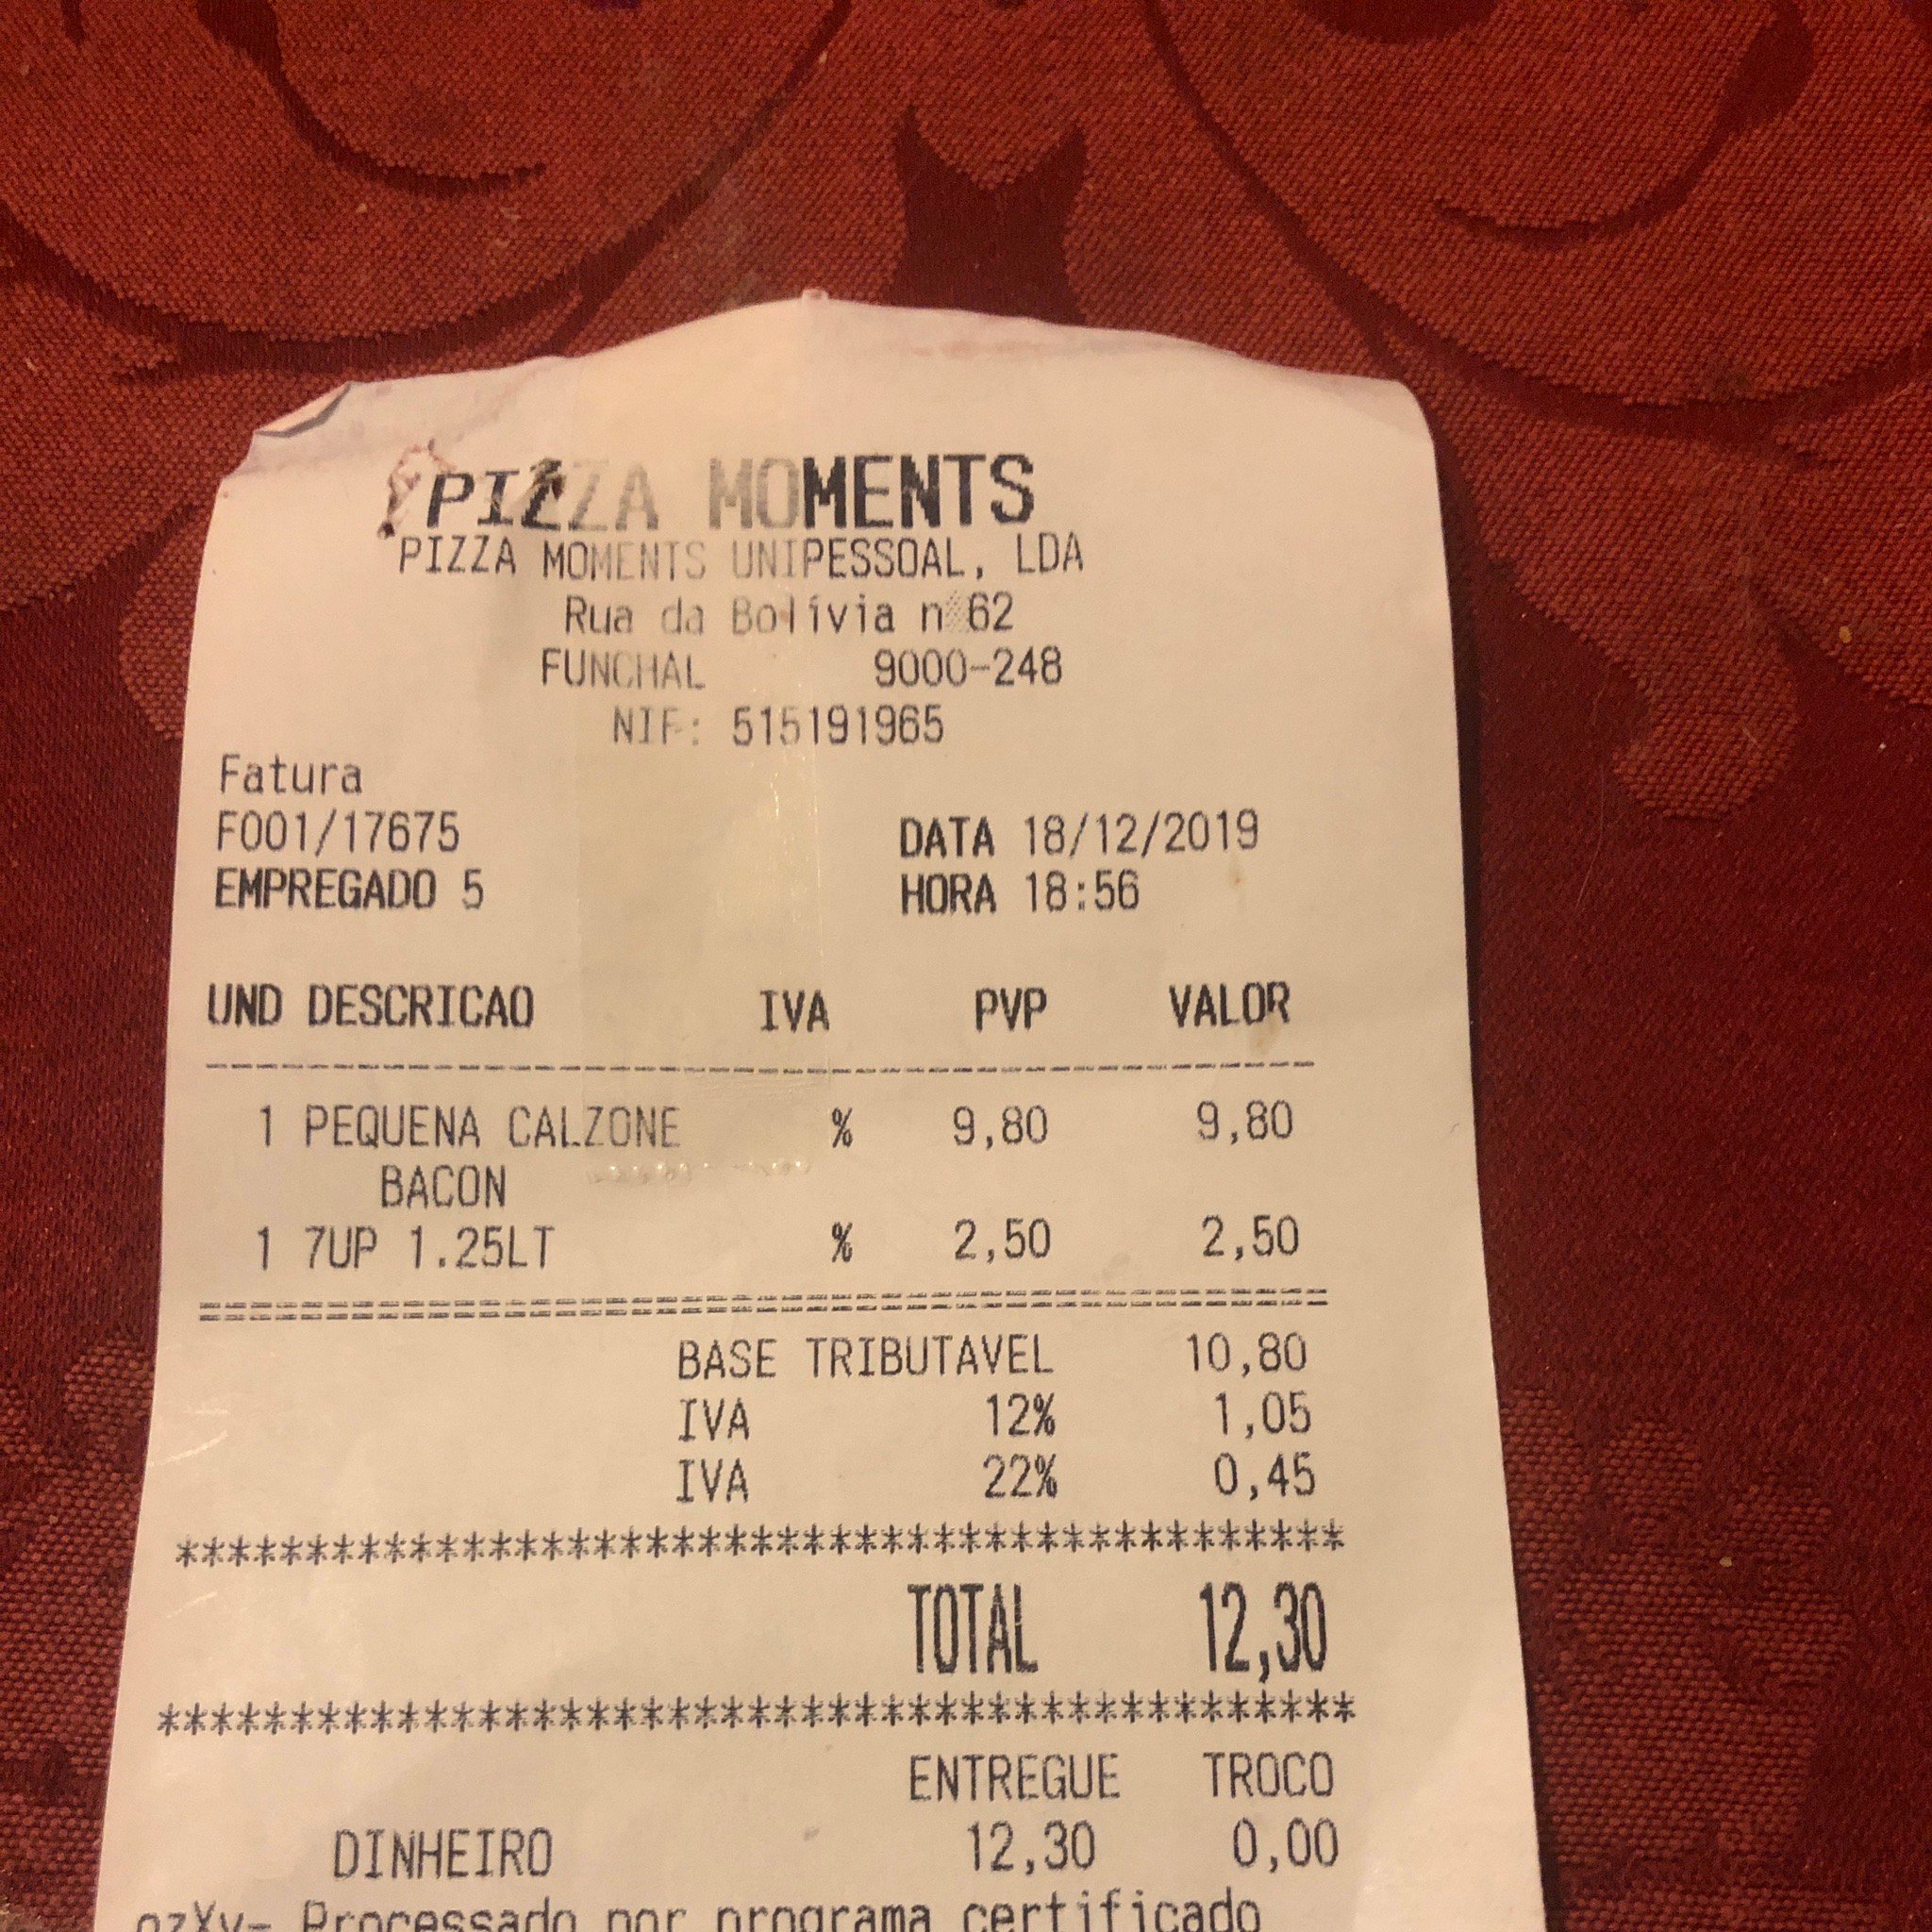 PIZZA MOMENTS
PIZZA MOMENTS UNIPESSOAL, LDA
Rua da Bolívia n 62
FUNCHAL 9000-248
NIF: 515191965
Fatura
F001/17675 DATA 18/12/2019
EMPREGADO 5 HORA 18:56
UND DESCRICAO IVA PVP VALOR
1 PEQUENA CALZONE % 9,80 9,80
BACON
1 7UP 1.25LT % 2,50 2,50
BASE TRIBUTAVEL 10,80
IVA 12% 1,05
IVA 22% 0,45
****************************************
TOTAL 12,30
****************************************
ENTREGUE TROCO
DINHEIRO 12,30 0,00
Processado por programa certificado